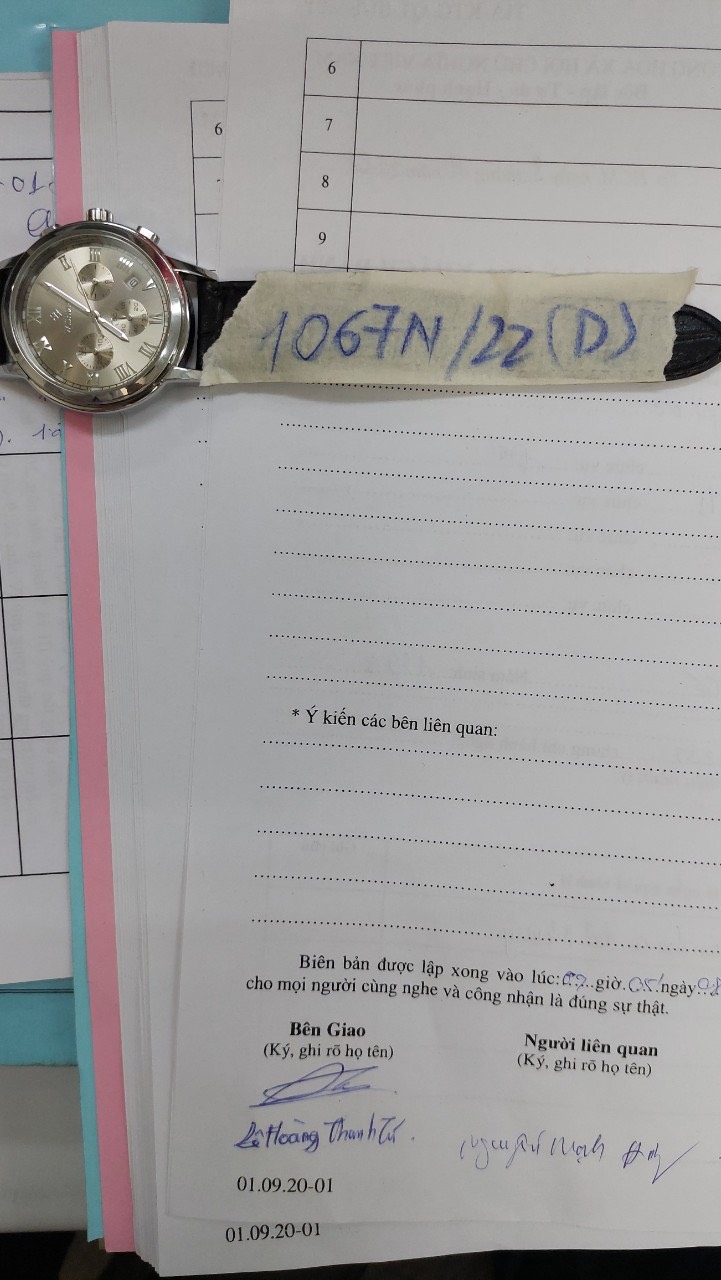 6
7
8
9
6
1067N/22(D)
* Ý kiến các bên liên quan:
Biên bản được lập xong vào lúc: giờ 05 ngày
cho mọi người cùng nghe và công nhận là đúng sự thật.
Bên Giao
(Ký, ghi rõ họ tên)
Lê Hoàng Thanh Tú
Người liên quan
(Ký, ghi rõ họ tên)
01.09.20-01
01.09.20-01